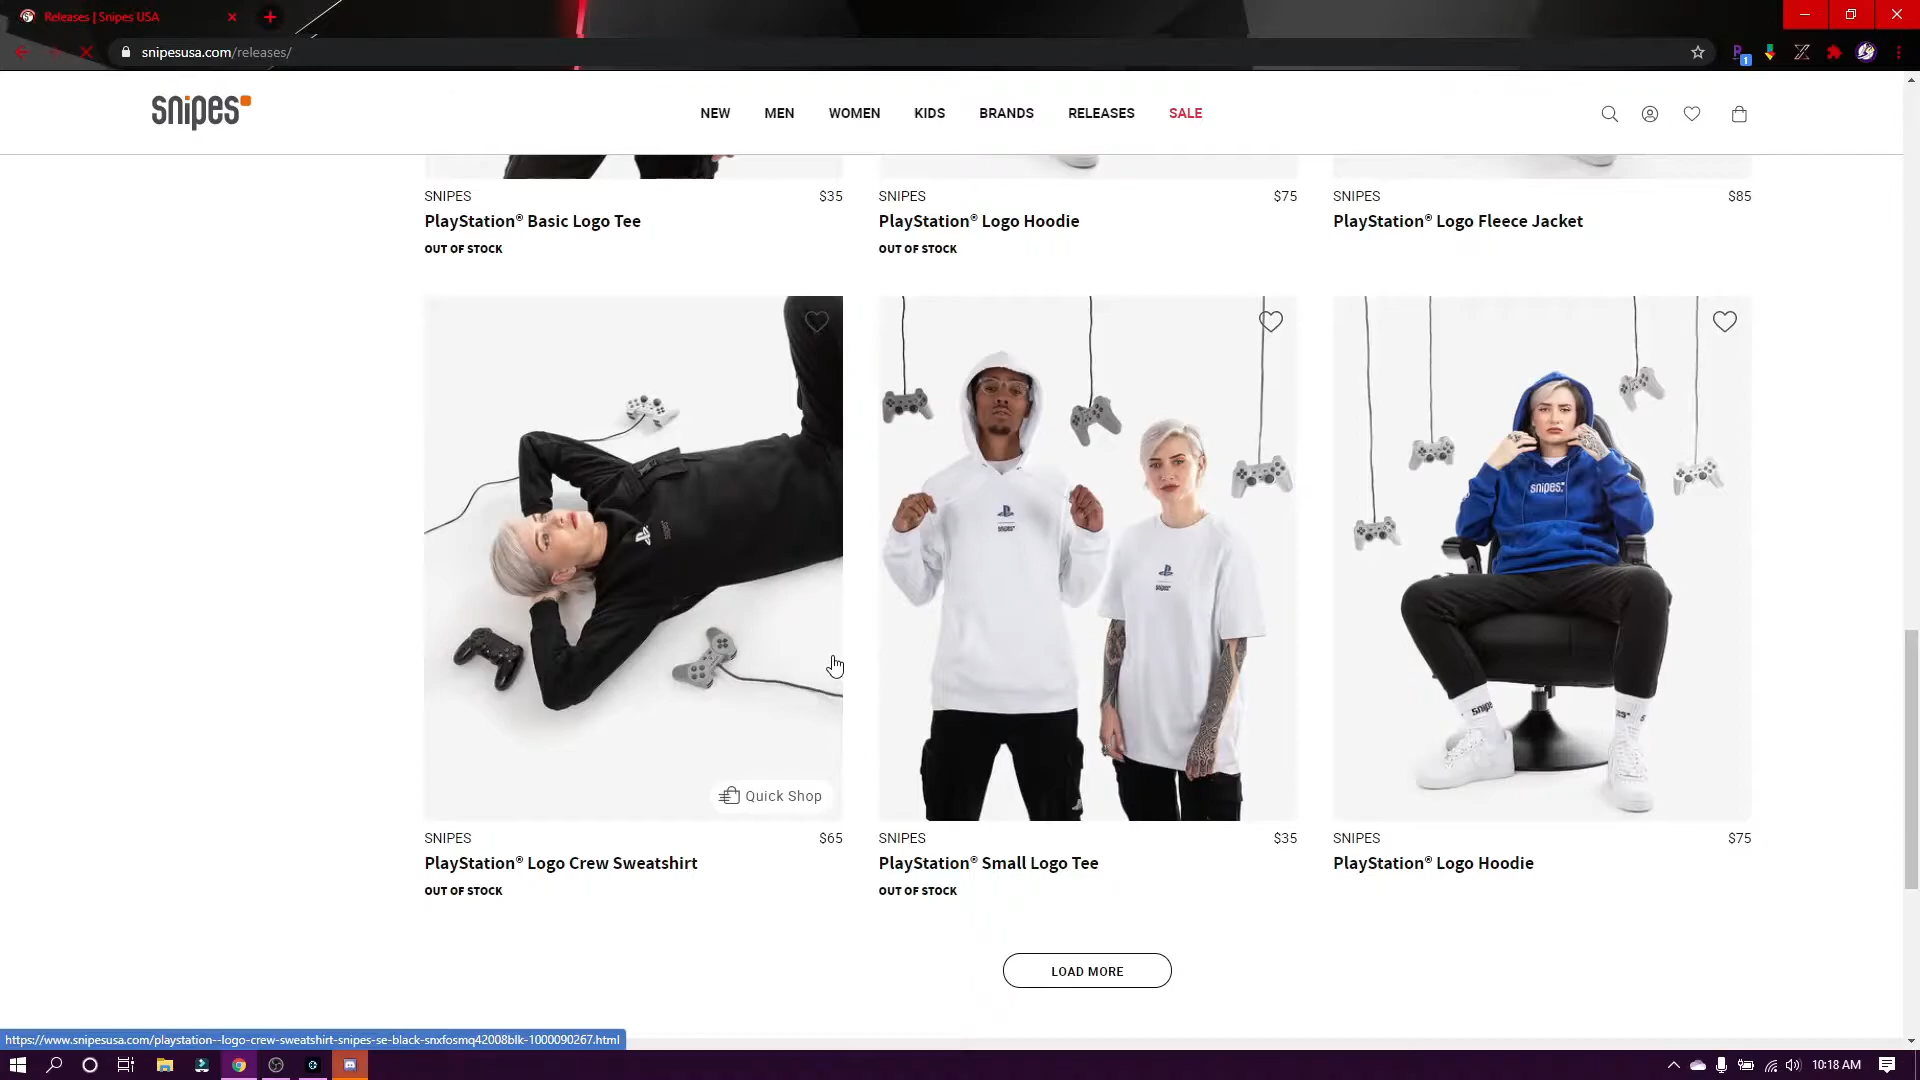 Releases | Snipes USA
snipesusa.com/releases/
1
snipes
NEW MEN WOMEN KIDS BRANDS RELEASES SALE
SNIPES $35
PlayStation® Basic Logo Tee
OUT OF STOCK
SNIPES $75
PlayStation® Logo Hoodie
OUT OF STOCK
SNIPES $85
PlayStation® Logo Fleece Jacket
snipes
Quick Shop
SNIPES $65
PlayStation® Logo Crew Sweatshirt
OUT OF STOCK
SNIPES $35
PlayStation® Small Logo Tee
OUT OF STOCK
SNIPES $75
PlayStation® Logo Hoodie
LOAD MORE
https://www.snipesusa.com/playstation--logo-crew-sweatshirt-snipes-se-black-snxfosmq42008blk-1000090267.html
10:18 AM